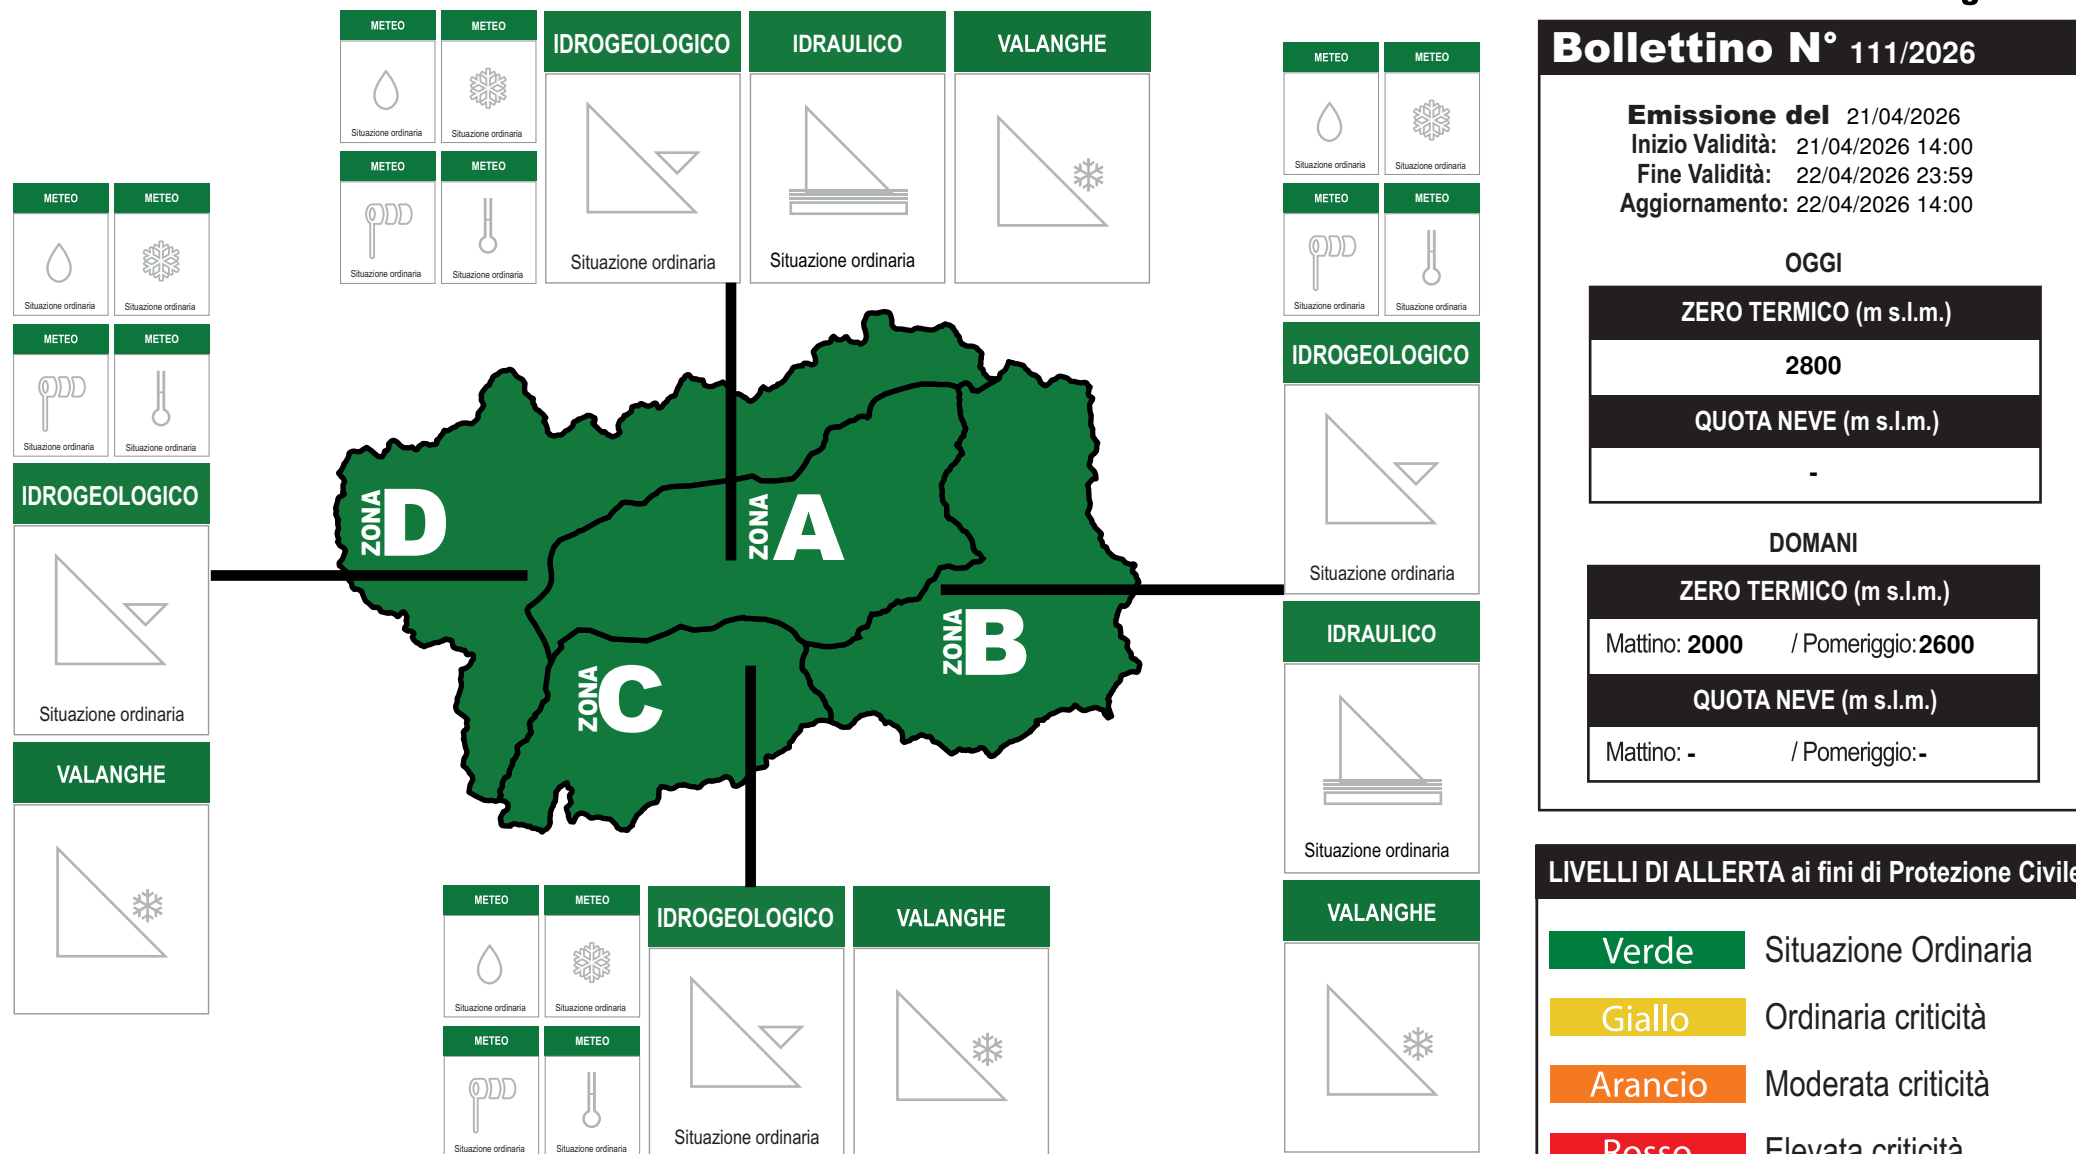 METEO
METEO
Situazione ordinaria
Situazione ordinaria
METEO
METEO
Situazione ordinaria
Situazione ordinaria
IDROGEOLOGICO
Situazione ordinaria
IDRAULICO
Situazione ordinaria
VALANGHE
METEO
METEO
Situazione ordinaria
Situazione ordinaria
METEO
METEO
Situazione ordinaria
Situazione ordinaria
IDROGEOLOGICO
Situazione ordinaria
VALANGHE
ZONA D
ZONA A
ZONA B
ZONA C
METEO
METEO
Situazione ordinaria
Situazione ordinaria
METEO
METEO
Situazione ordinaria
Situazione ordinaria
IDROGEOLOGICO
Situazione ordinaria
IDRAULICO
Situazione ordinaria
VALANGHE
METEO
METEO
Situazione ordinaria
Situazione ordinaria
METEO
METEO
Situazione ordinaria
Situazione ordinaria
IDROGEOLOGICO
Situazione ordinaria
VALANGHE
Bollettino N° 111/2026
Emissione del 21/04/2026
Inizio Validità: 21/04/2026 14:00
Fine Validità: 22/04/2026 23:59
Aggiornamento: 22/04/2026 14:00
OGGI
ZERO TERMICO (m s.l.m.)
2800
QUOTA NEVE (m s.l.m.)
-
DOMANI
ZERO TERMICO (m s.l.m.)
Mattino: 2000 / Pomeriggio: 2600
QUOTA NEVE (m s.l.m.)
Mattino: - / Pomeriggio: -
LIVELLI DI ALLERTA ai fini di Protezione Civile
Verde Situazione Ordinaria
Giallo Ordinaria criticità
Arancio Moderata criticità
Rosso Elevata criticità